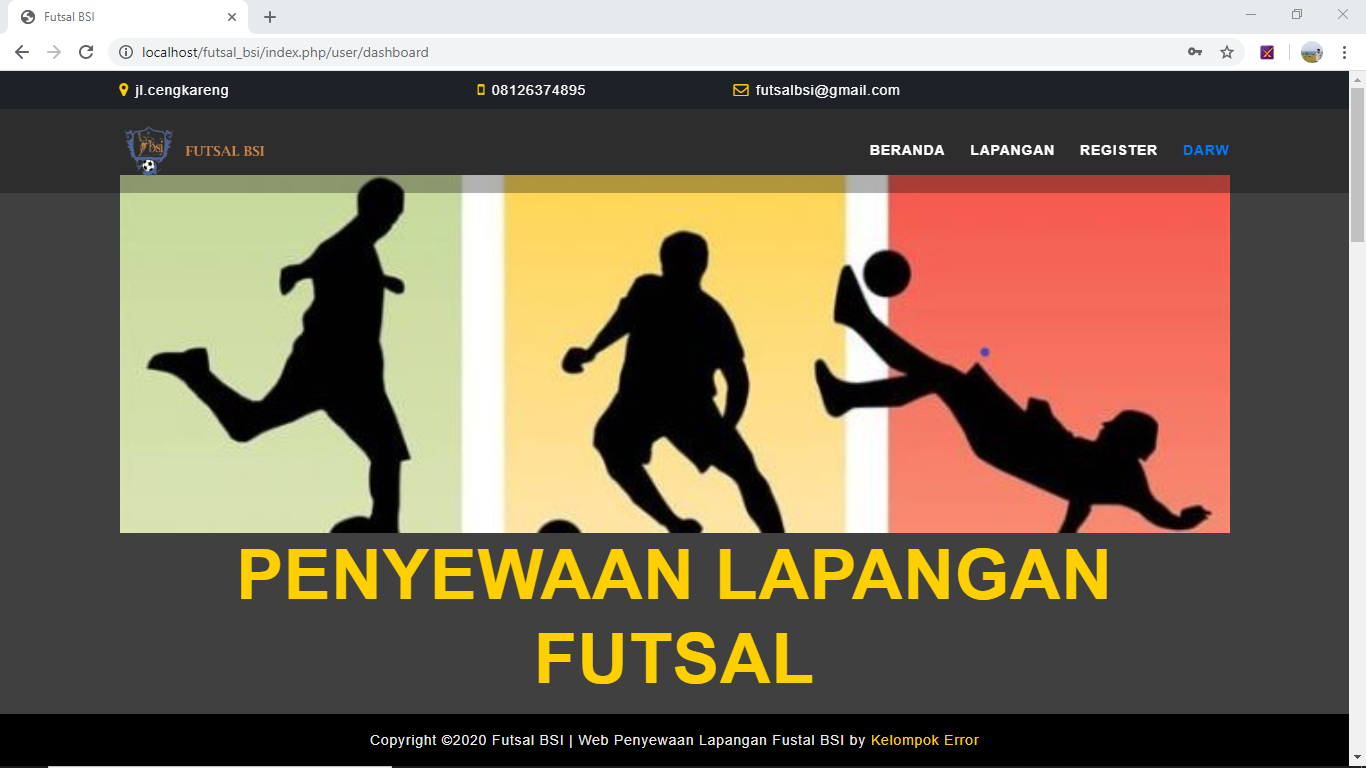 Futsal BSI
localhost/futsal_bsi/index.php/user/dashboard
jl.cengkareng 08126374895 futsalbsi@gmail.com
bsi FUTSAL BSI BERANDA LAPANGAN REGISTER DARW
PENYEWAAN LAPANGAN
FUTSAL
Copyright ©2020 Futsal BSI | Web Penyewaan Lapangan Fustal BSI by Kelompok Error